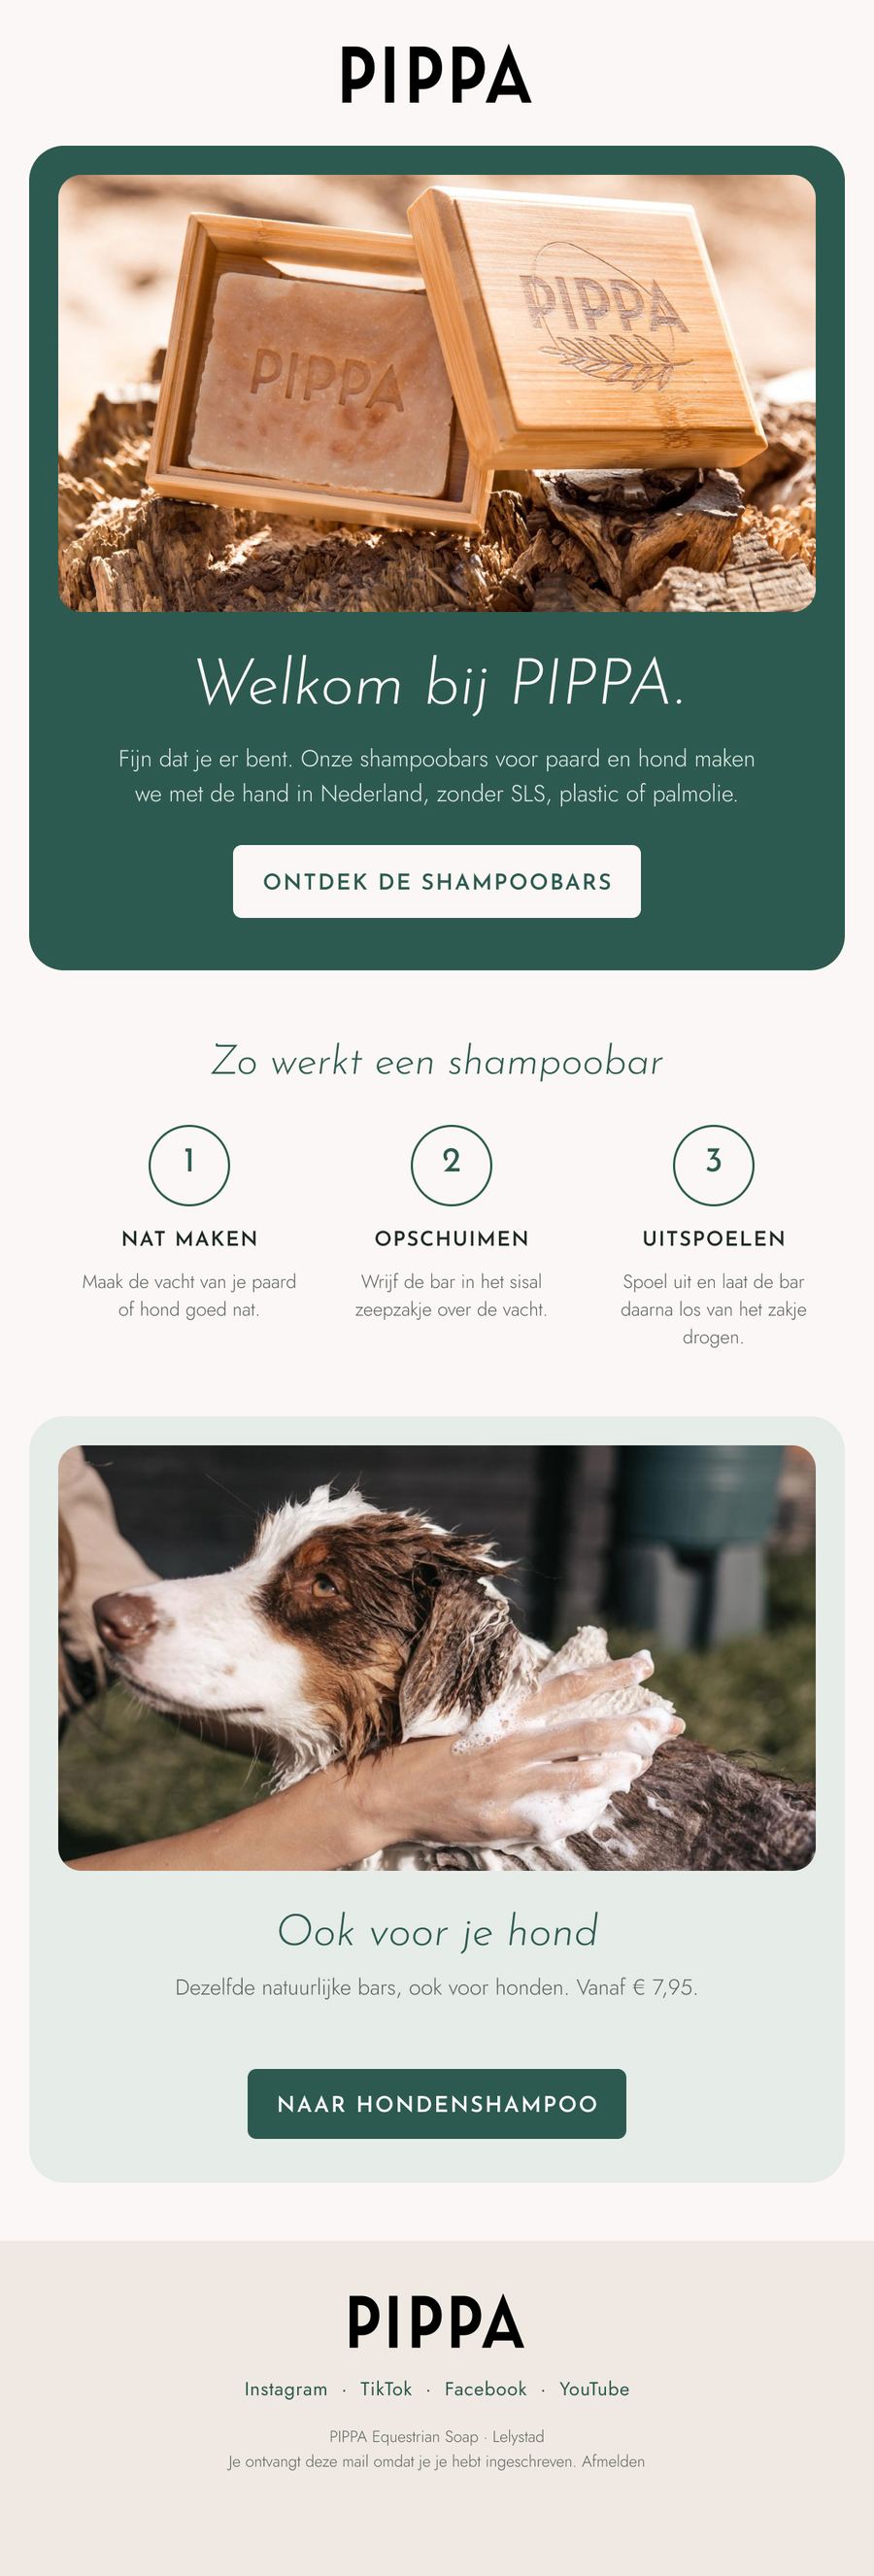 PIPPA
PIPPA
PIPPA
Welkom bij PIPPA.
Fijn dat je er bent. Onze shampoobars voor paard en hond maken
we met de hand in Nederland, zonder SLS, plastic of palmolie.
ONTDEK DE SHAMPOOBARS
Zo werkt een shampoobar
1
2
3
NAT MAKEN
OPSCHUIMEN
UITSPOELEN
Maak de vacht van je paard
of hond goed nat.
Wrijf de bar in het sisal
zeepzakje over de vacht.
Spoel uit en laat de bar
daarna los van het zakje
drogen.
Ook voor je hond
Dezelfde natuurlijke bars, ook voor honden. Vanaf € 7,95.
NAAR HONDENSHAMPOO
PIPPA
Instagram · TikTok · Facebook · YouTube
PIPPA Equestrian Soap · Lelystad
Je ontvangt deze mail omdat je je hebt ingeschreven. Afmelden